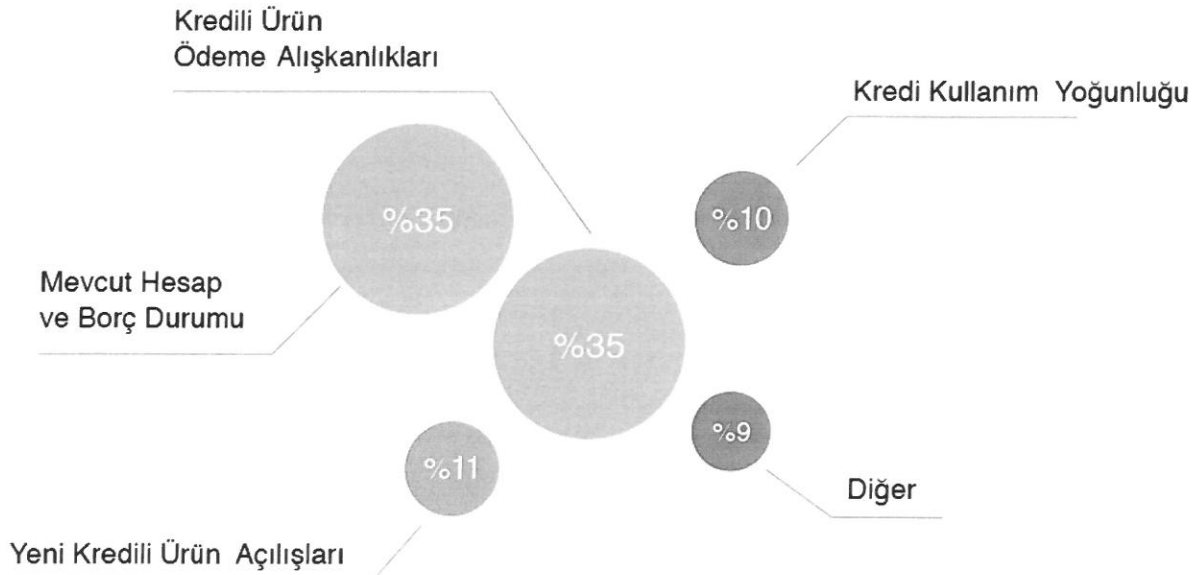 Kredili Ürün
Ödeme Alışkanlıkları
Kredi Kullanım Yoğunluğu
%35
%10
Mevcut Hesap
ve Borç Durumu
%35
%9
%11
Diğer
Yeni Kredili Ürün Açılışları